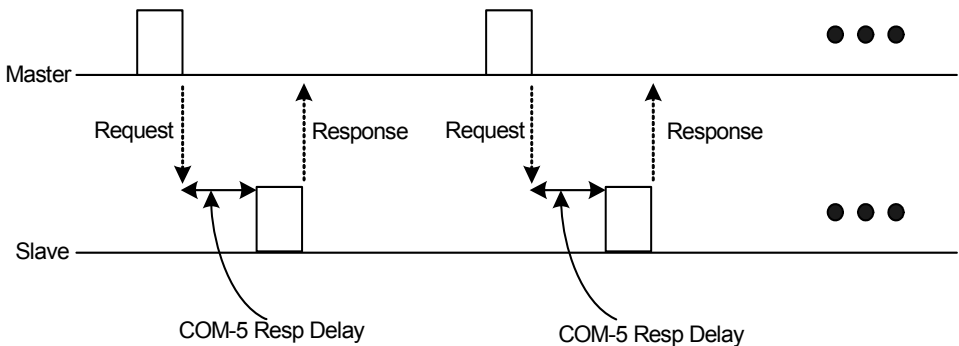 Master
Request
Response
Request
Response
Slave
COM-5 Resp Delay
COM-5 Resp Delay